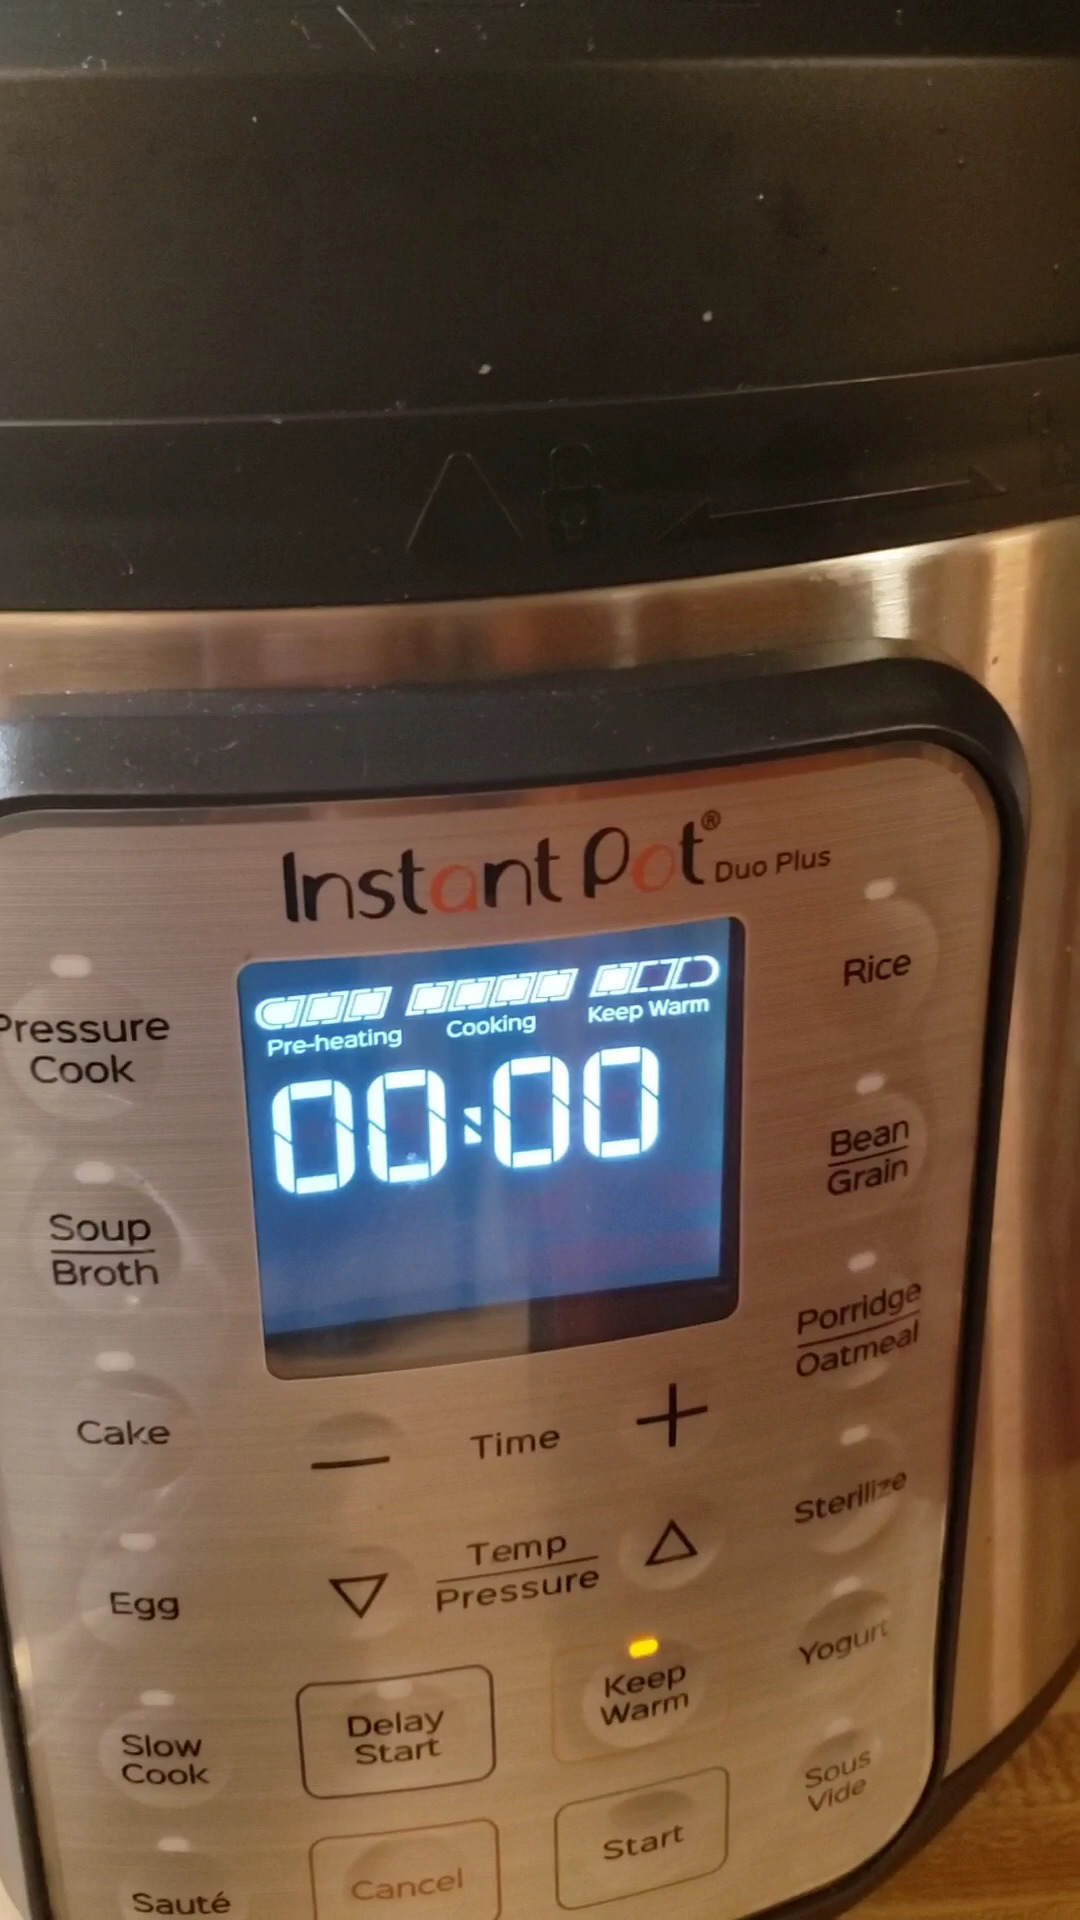 Instant Pot® Duo Plus
Pre-heating Cooking Keep Warm
00:00
Pressure
Cook
Soup
Broth
Cake
Egg
Slow
Cook
Sauté
Rice
Bean
Grain
Porridge
Oatmeal
Sterilize
Yogurt
Sous
Vide
− Time +
Temp
Pressure
Delay
Start
Keep
Warm
Cancel
Start